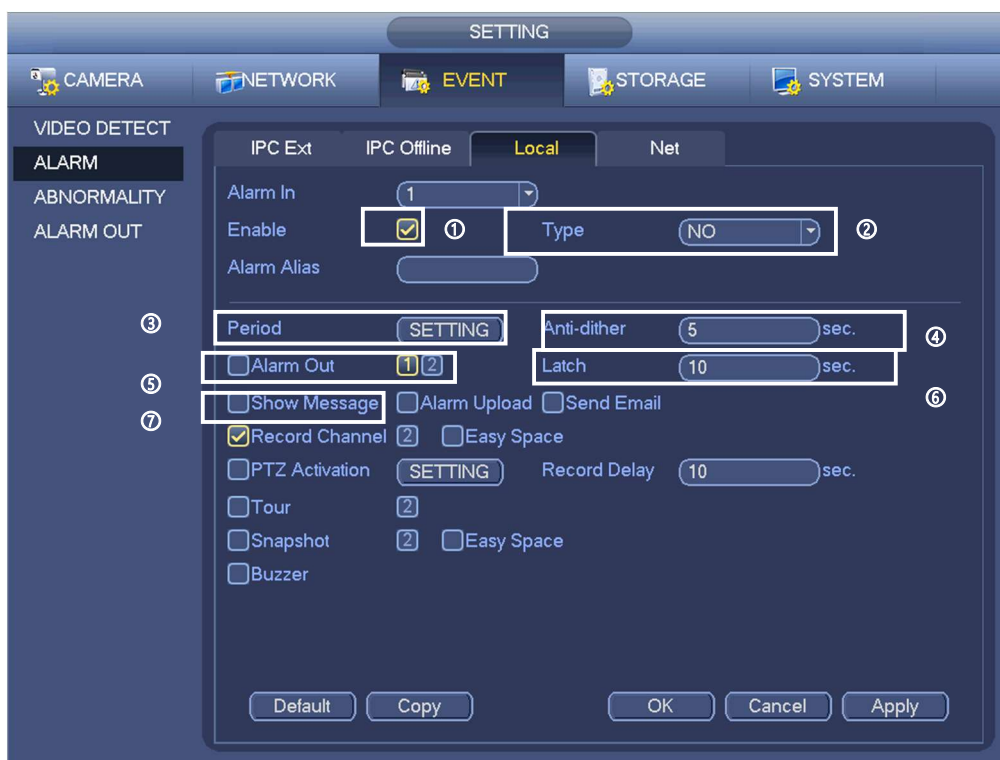 SETTING
CAMERA NETWORK EVENT STORAGE SYSTEM
VIDEO DETECT
ALARM
ABNORMALITY
ALARM OUT
IPC Ext IPC Offline Local Net
Alarm In 1
Enable ① Type NO ②
Alarm Alias
③ Period SETTING Anti-dither 5 sec. ④
⑤ Alarm Out 1 2 Latch 10 sec. ⑥
⑦ Show Message Alarm Upload Send Email
Record Channel 2 Easy Space
PTZ Activation SETTING Record Delay 10 sec.
Tour 2
Snapshot 2 Easy Space
Buzzer
Default Copy OK Cancel Apply